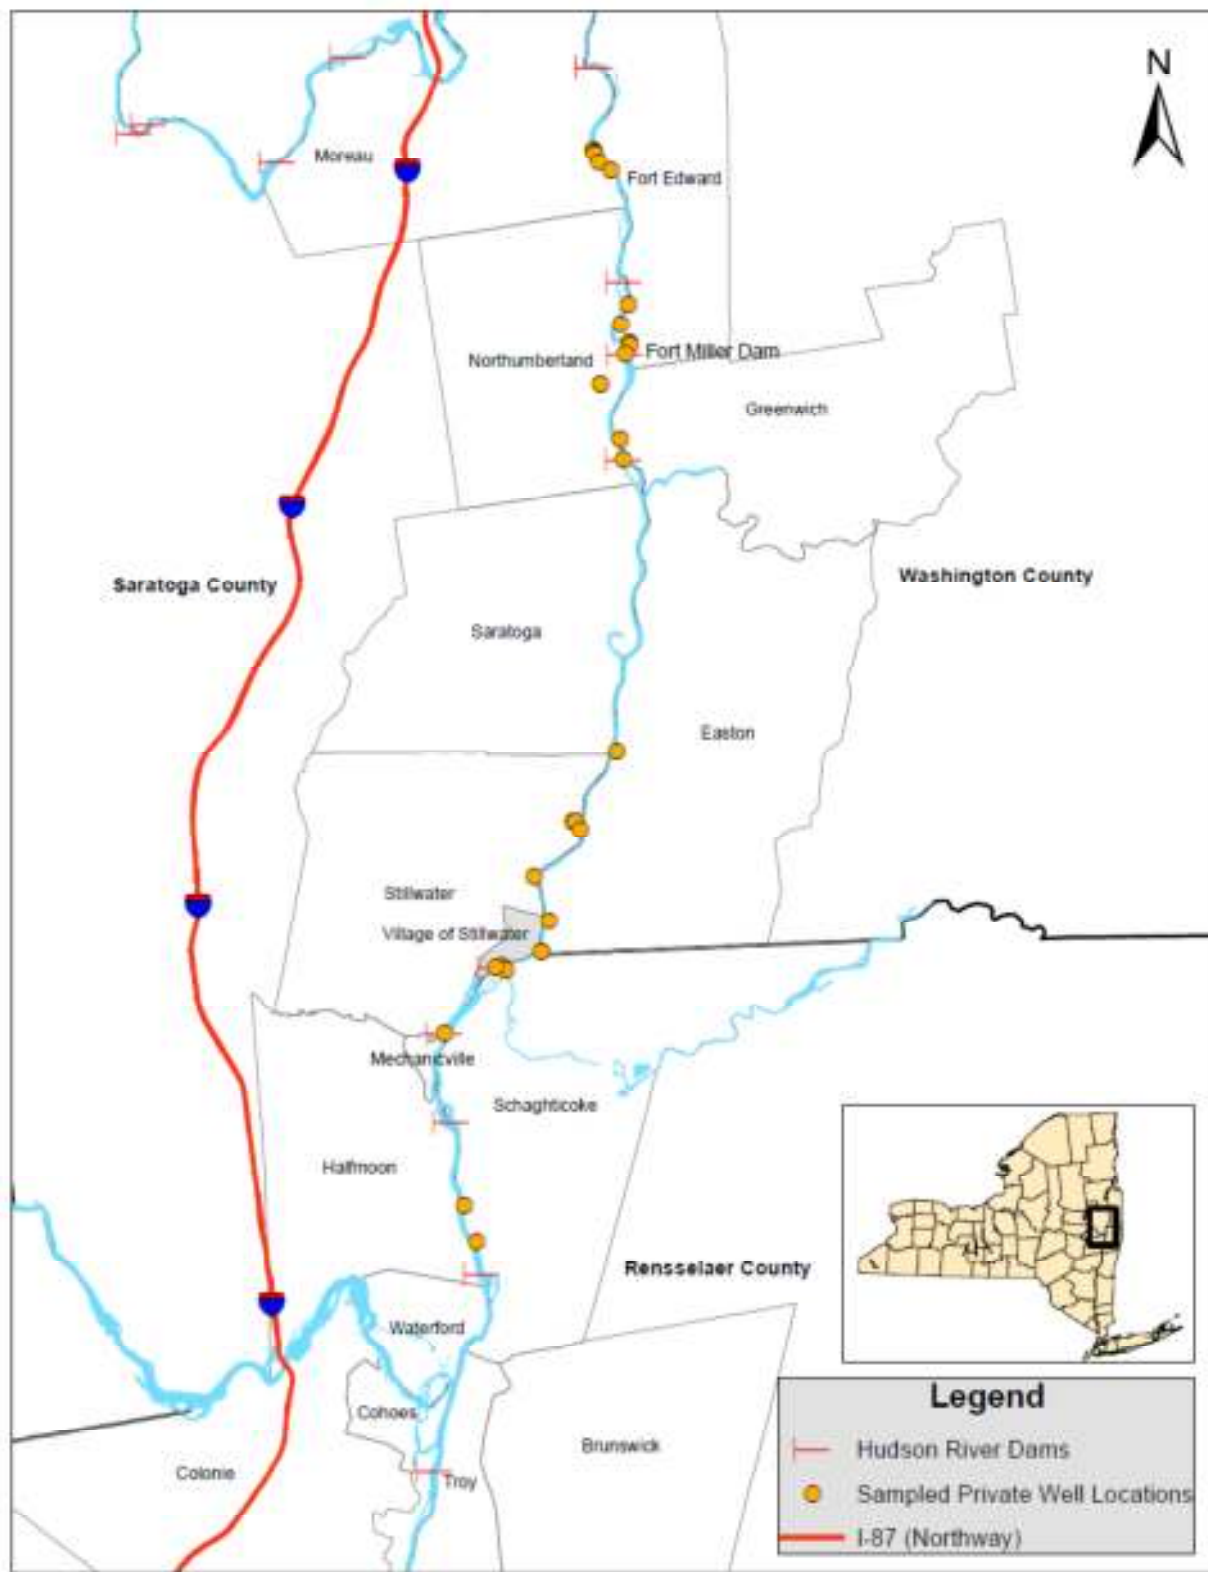 N
Moreau
Fort Edward
Northumberland
Fort Miller Dam
Greenwich
Saratoga County
Washington County
Saratoga
Easton
Stillwater
Village of Stillwater
Mechanicville
Schaghticoke
Halfmoon
Rensselaer County
Waterford
Cohoes
Brunswick
Colonie
Troy
Legend
Hudson River Dams
Sampled Private Well Locations
I-87 (Northway)